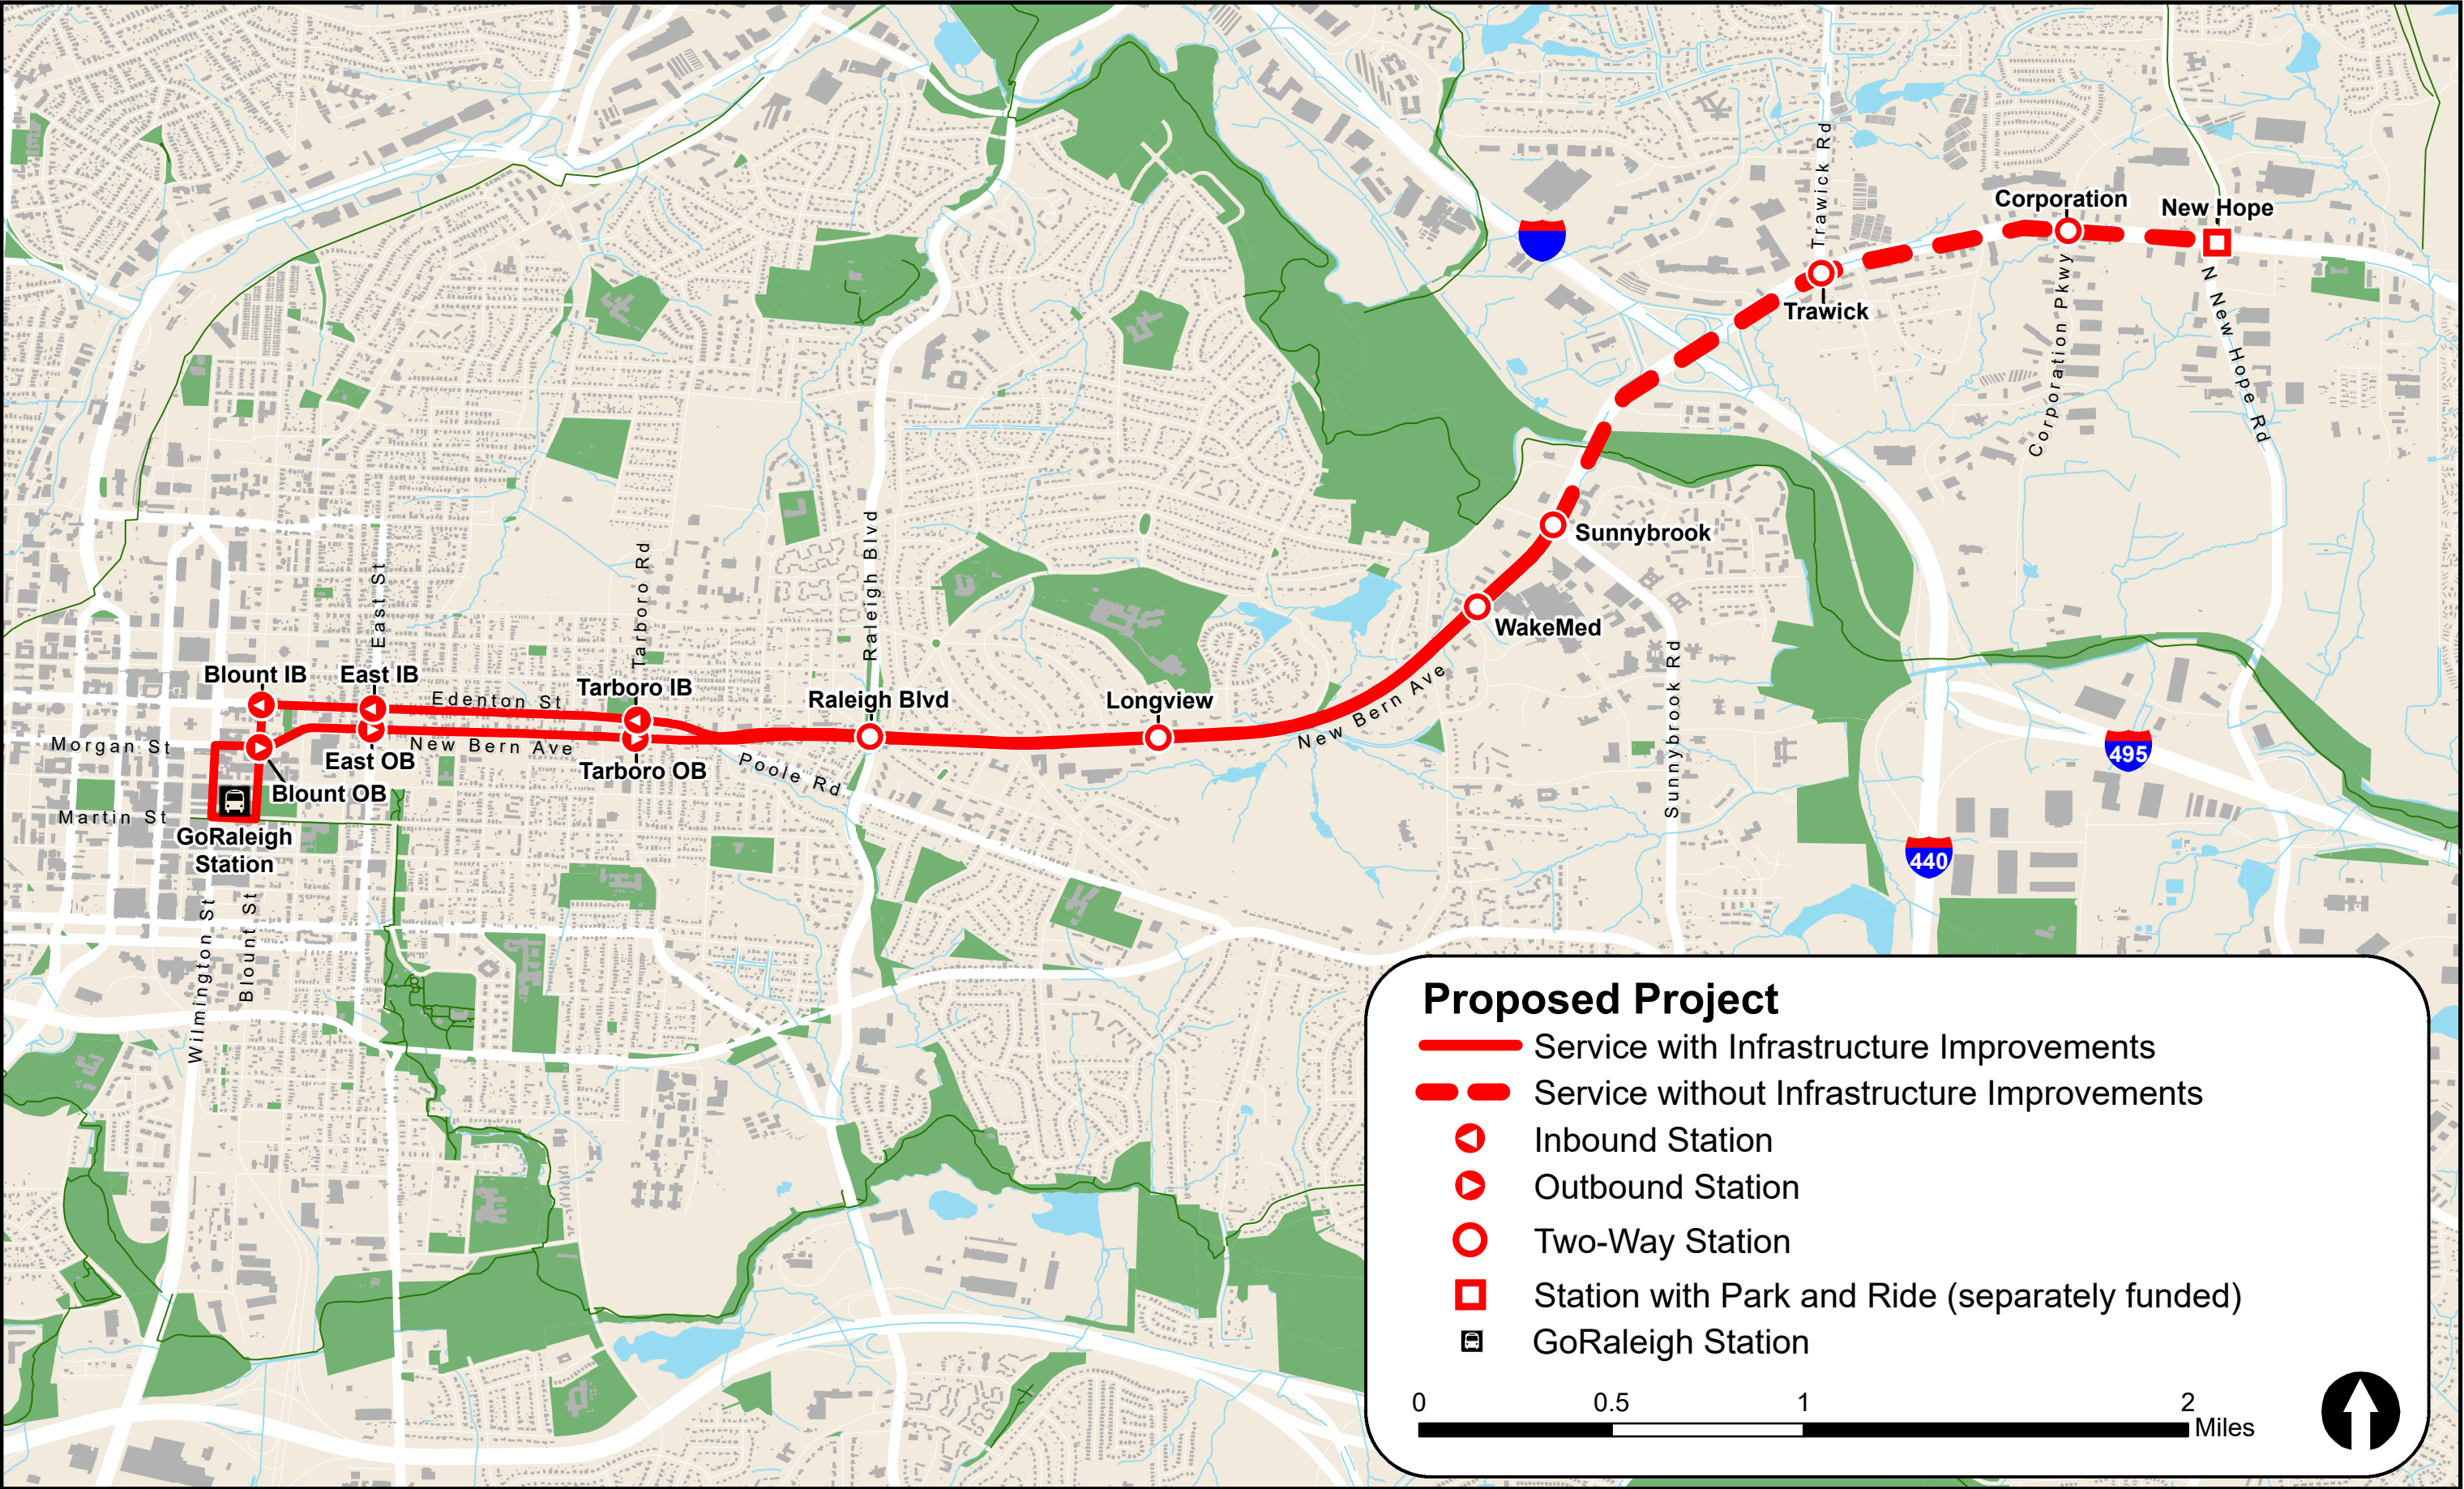 Trawick Rd
Corporation
New Hope
Trawick
Corporation Pkwy
N New Hope Rd
Sunnybrook
WakeMed
Raleigh Blvd
East St
Tarboro Rd
Blount IB
East IB
Edenton St
Tarboro IB
Raleigh Blvd
Longview
New Bern Ave
Sunnybrook Rd
Morgan St
New Bern Ave
East OB
Tarboro OB
Poole Rd
Blount OB
Martin St
GoRaleigh
Station
495
440
Wilmington St
Blount St
Proposed Project
Service with Infrastructure Improvements
Service without Infrastructure Improvements
Inbound Station
Outbound Station
Two-Way Station
Station with Park and Ride (separately funded)
GoRaleigh Station
0 0.5 1 2
Miles